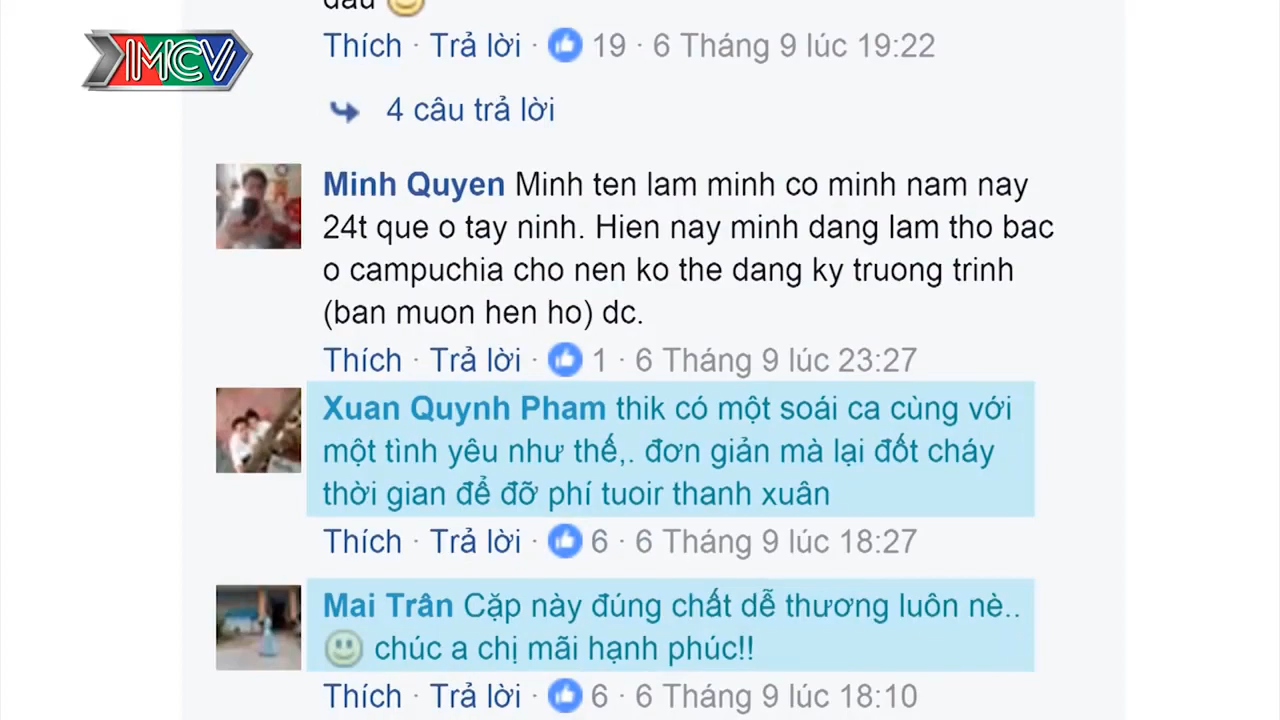 dau
Thích · Trả lời · 19 · 6 Tháng 9 lúc 19:22
MCV
4 câu trả lời
Minh Quyen Minh ten lam minh co minh nam nay
24t que o tay ninh. Hien nay minh dang lam tho bac
o campuchia cho nen ko the dang ky truong trinh
(ban muon hen ho) dc.
Thích · Trả lời · 1 · 6 Tháng 9 lúc 23:27
Xuan Quynh Pham thik có một soái ca cùng với
một tình yêu như thế,. đơn giản mà lại đốt cháy
thời gian để đỡ phí tuoir thanh xuân
Thích · Trả lời · 6 · 6 Tháng 9 lúc 18:27
Mai Trân Cặp này đúng chất dễ thương luôn nè..
chúc a chị mãi hạnh phúc!!
Thích · Trả lời · 6 · 6 Tháng 9 lúc 18:10